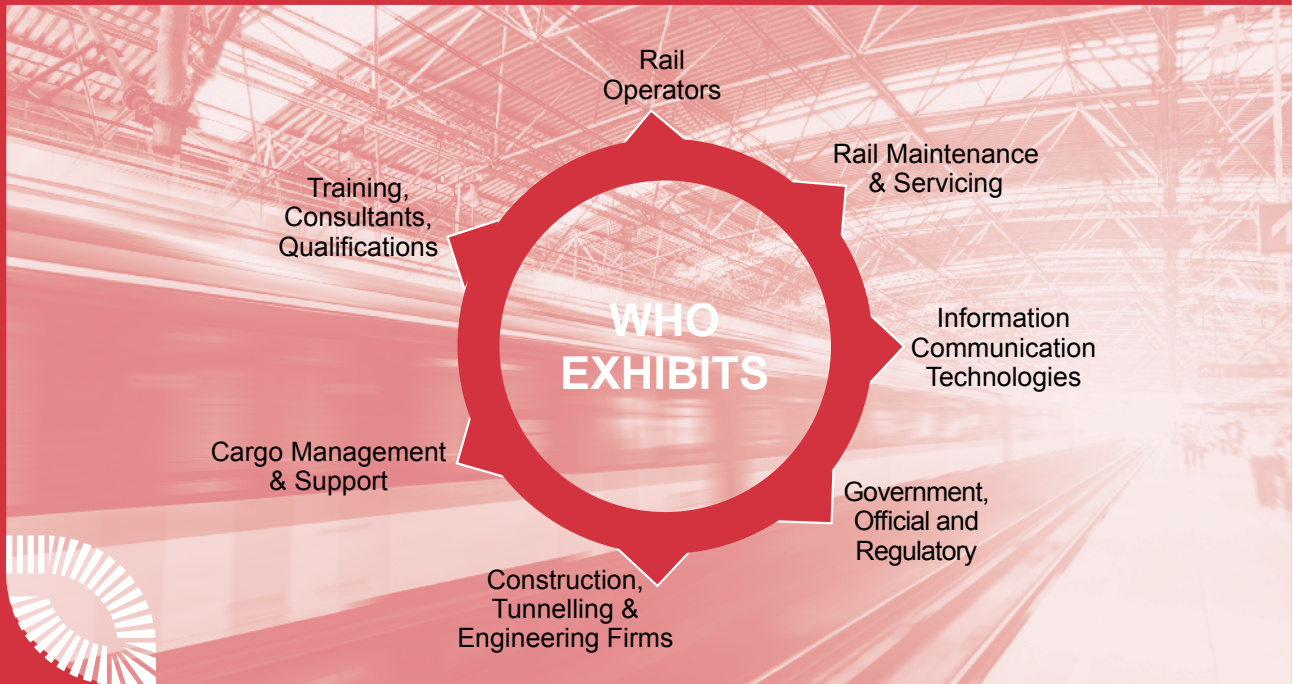 WHO
EXHIBITS
Rail
Operators
Rail Maintenance
& Servicing
Information
Communication
Technologies
Government,
Official and
Regulatory
Construction,
Tunnelling &
Engineering Firms
Cargo Management
& Support
Training,
Consultants,
Qualifications